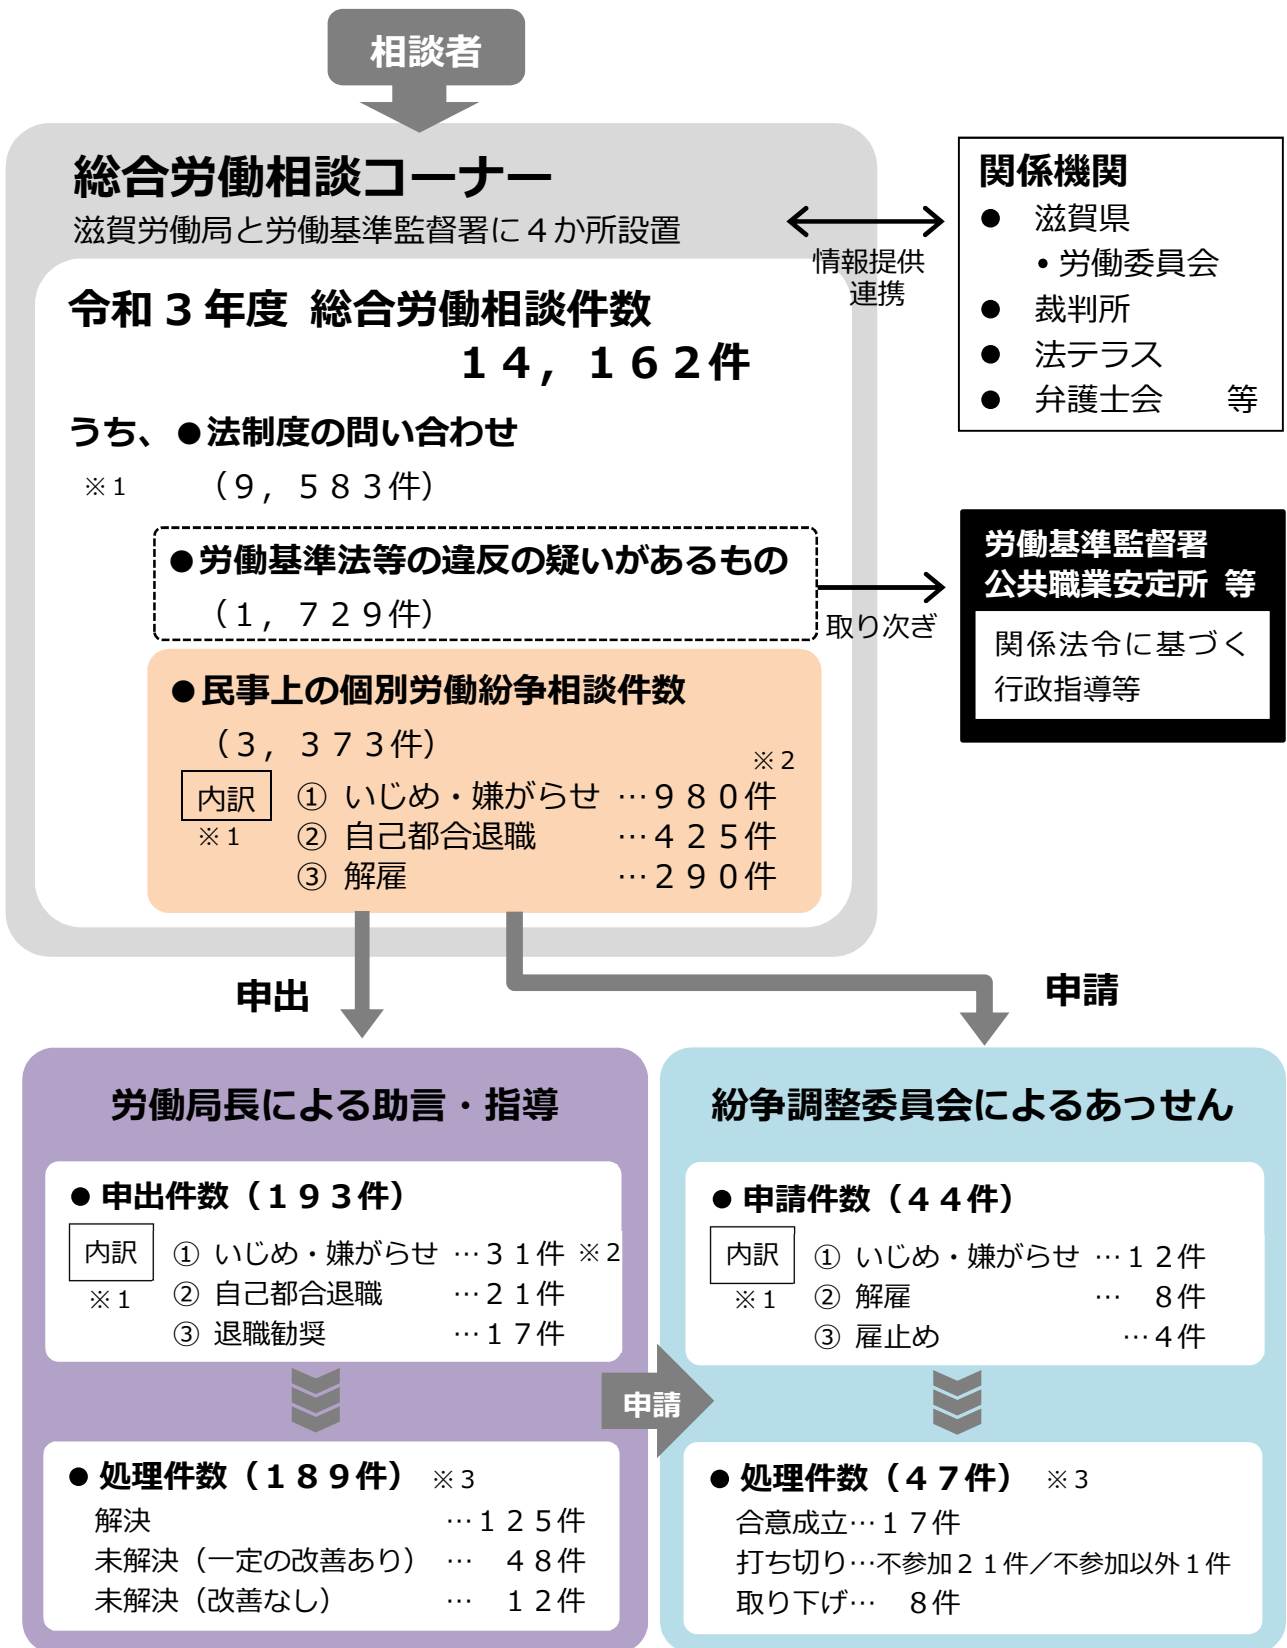 相談者
総合労働相談コーナー
滋賀労働局と労働基準監督署に４か所設置
令和３年度 総合労働相談件数
１４，１６２件
うち、●法制度の問い合わせ
※１ （９，５８３件）
●労働基準法等の違反の疑いがあるもの
（１，７２９件）
●民事上の個別労働紛争相談件数
（３，３７３件）
※２
内訳 ① いじめ・嫌がらせ …９８０件
※１ ② 自己都合退職 …４２５件
③ 解雇 …２９０件
情報提供
連携
関係機関
● 滋賀県
・労働委員会
● 裁判所
● 法テラス
● 弁護士会 等
取り次ぎ
労働基準監督署
公共職業安定所 等
関係法令に基づく
行政指導等
申出
申請
労働局長による助言・指導
● 申出件数（１９３件）
内訳 ① いじめ・嫌がらせ …３１件 ※２
※１ ② 自己都合退職 …２１件
③ 退職勧奨 …１７件
● 処理件数（１８９件） ※３
解決 …１２５件
未解決（一定の改善あり） … ４８件
未解決（改善なし） … １２件
申請
紛争調整委員会によるあっせん
● 申請件数（４４件）
内訳 ① いじめ・嫌がらせ …１２件
※１ ② 解雇 … ８件
③ 雇止め …４件
● 処理件数（４７件） ※３
合意成立…１７件
打ち切り…不参加２１件／不参加以外１件
取り下げ… ８件